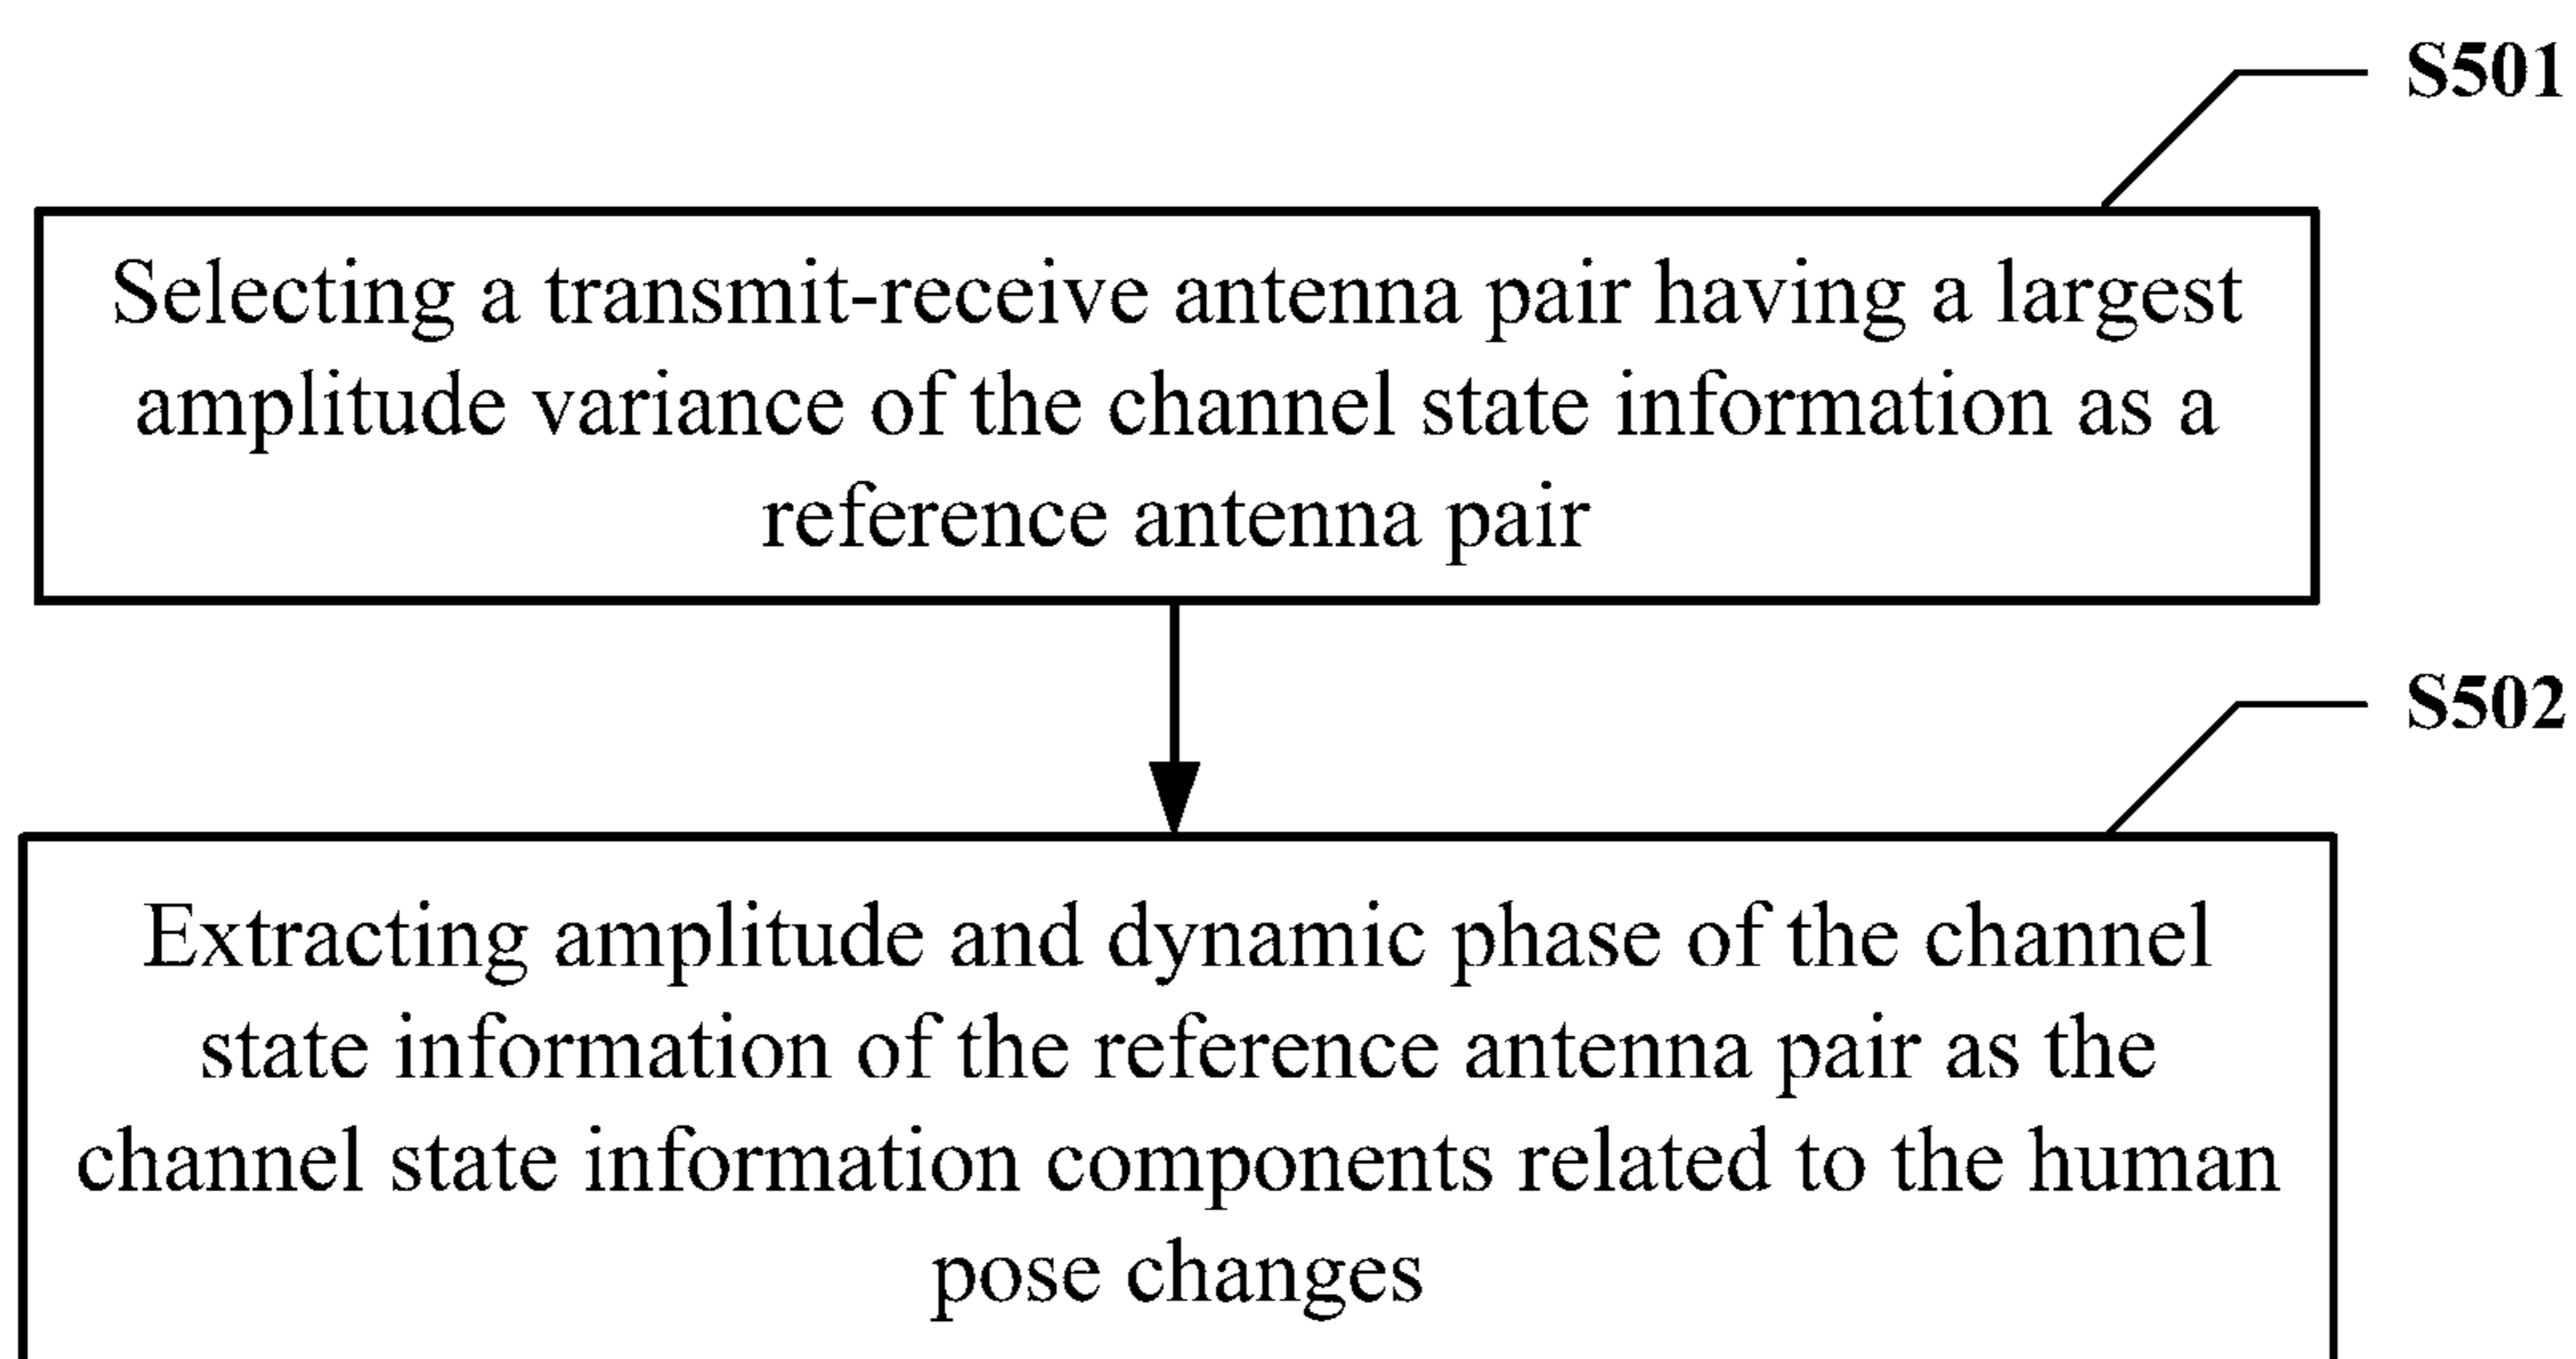 S501
Selecting a transmit-receive antenna pair having a largest
amplitude variance of the channel state information as a
reference antenna pair
S502
Extracting amplitude and dynamic phase of the channel
state information of the reference antenna pair as the
channel state information components related to the human
pose changes